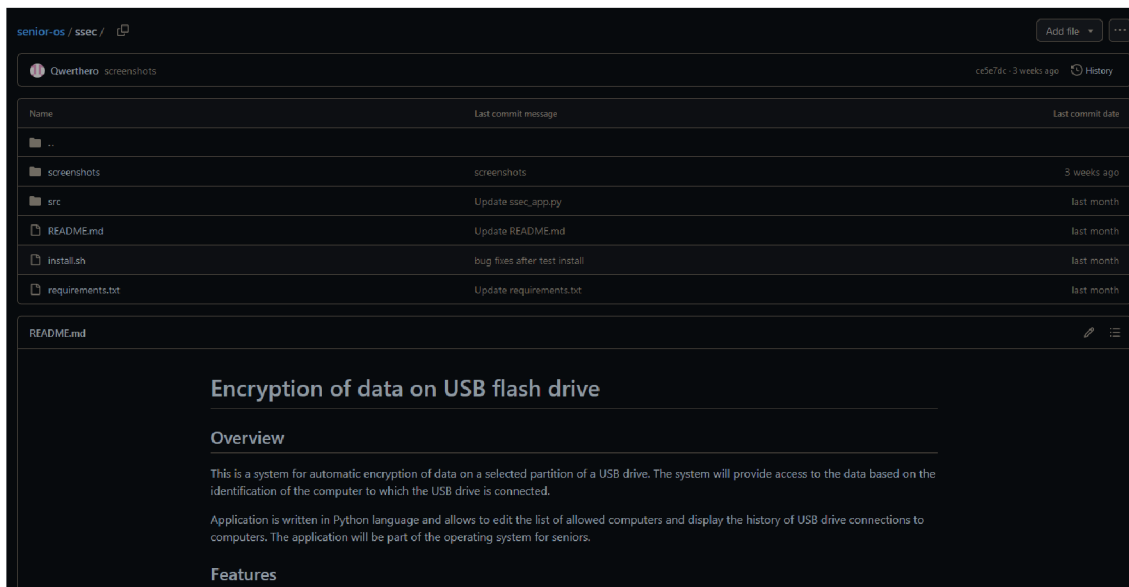 senior-os / ssec /
Add file
Qwerthero screenshots
ce5e7dc · 3 weeks ago History
Name Last commit message Last commit date
..
screenshots screenshots 3 weeks ago
src Update ssec_app.py last month
README.md Update README.md last month
install.sh bug fixes after test install last month
requirements.txt Update requirements.txt last month
README.md
Encryption of data on USB flash drive
Overview
This is a system for automatic encryption of data on a selected partition of a USB drive. The system will provide access to the data based on the
identification of the computer to which the USB drive is connected.
Application is written in Python language and allows to edit the list of allowed computers and display the history of USB drive connections to
computers. The application will be part of the operating system for seniors.
Features